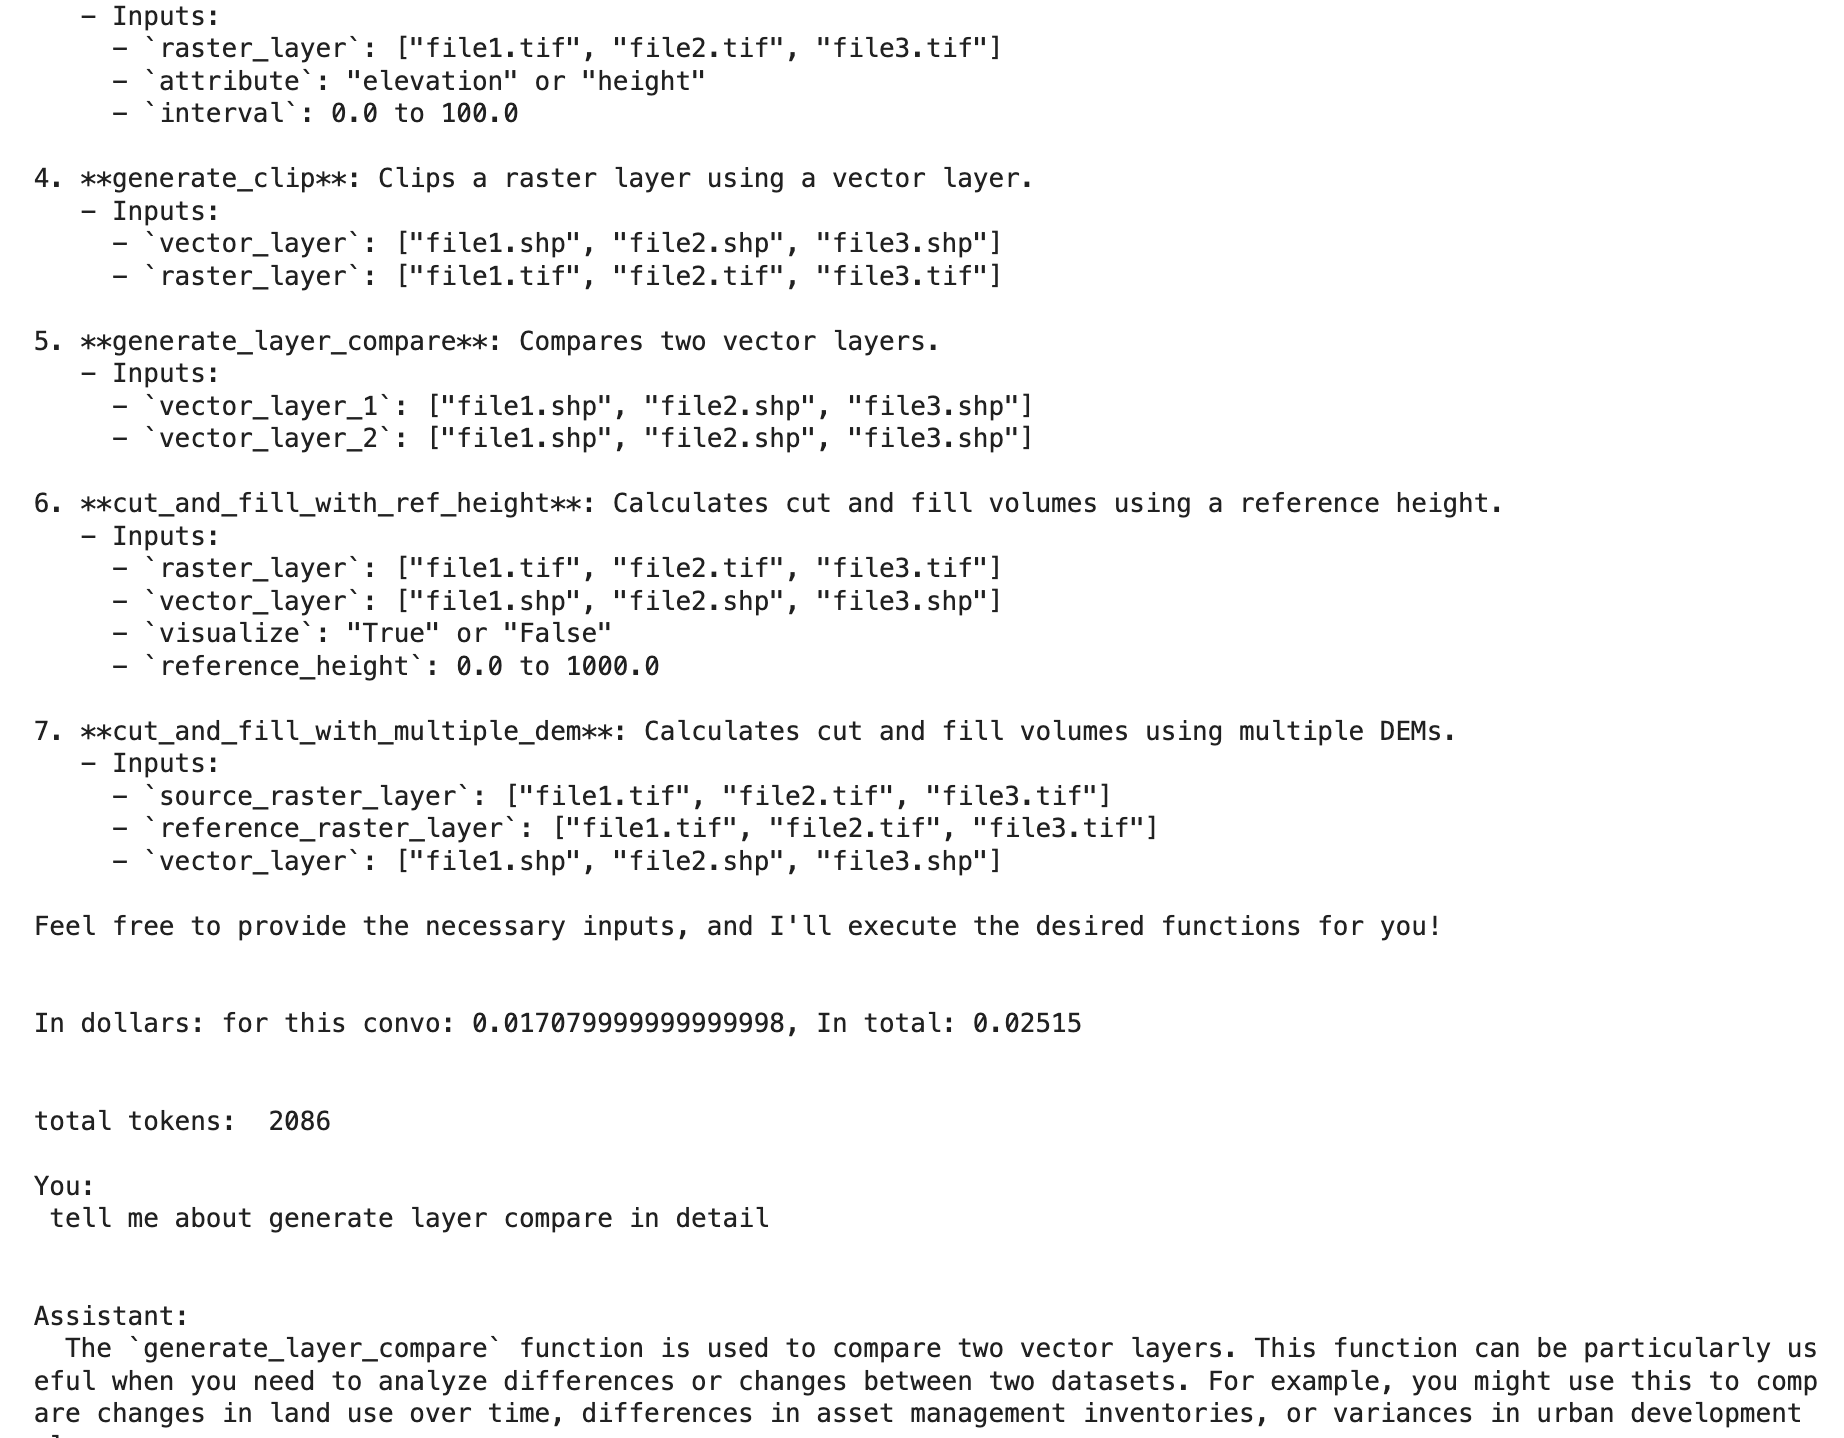 – Inputs:
– `raster_layer`: ["file1.tif", "file2.tif", "file3.tif"]
– `attribute`: "elevation" or "height"
– `interval`: 0.0 to 100.0
4. **generate_clip**: Clips a raster layer using a vector layer.
– Inputs:
– `vector_layer`: ["file1.shp", "file2.shp", "file3.shp"]
– `raster_layer`: ["file1.tif", "file2.tif", "file3.tif"]
5. **generate_layer_compare**: Compares two vector layers.
– Inputs:
– `vector_layer_1`: ["file1.shp", "file2.shp", "file3.shp"]
– `vector_layer_2`: ["file1.shp", "file2.shp", "file3.shp"]
6. **cut_and_fill_with_ref_height**: Calculates cut and fill volumes using a reference height.
– Inputs:
– `raster_layer`: ["file1.tif", "file2.tif", "file3.tif"]
– `vector_layer`: ["file1.shp", "file2.shp", "file3.shp"]
– `visualize`: "True" or "False"
– `reference_height`: 0.0 to 1000.0
7. **cut_and_fill_with_multiple_dem**: Calculates cut and fill volumes using multiple DEMs.
– Inputs:
– `source_raster_layer`: ["file1.tif", "file2.tif", "file3.tif"]
– `reference_raster_layer`: ["file1.tif", "file2.tif", "file3.tif"]
– `vector_layer`: ["file1.shp", "file2.shp", "file3.shp"]
Feel free to provide the necessary inputs, and I'll execute the desired functions for you!
In dollars: for this convo: 0.017079999999999998, In total: 0.02515
total tokens:  2086
You:
tell me about generate layer compare in detail
Assistant:
The `generate_layer_compare` function is used to compare two vector layers. This function can be particularly us
eful when you need to analyze differences or changes between two datasets. For example, you might use this to comp
are changes in land use over time, differences in asset management inventories, or variances in urban development